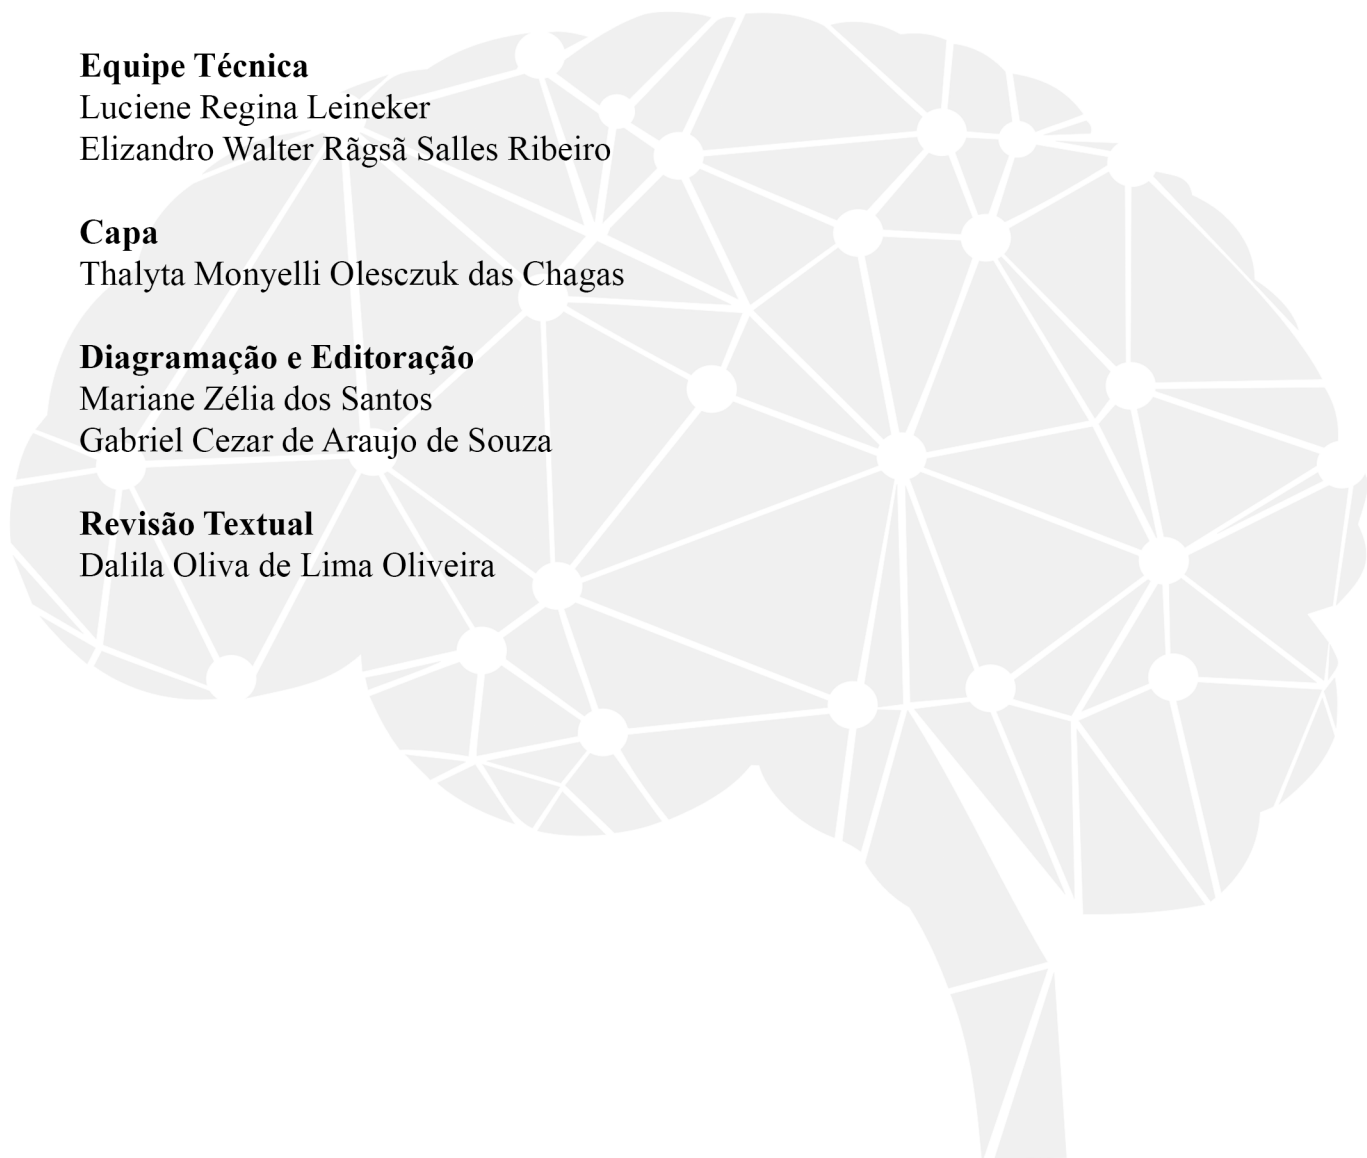 Equipe Técnica
Luciene Regina Leineker
Elizandro Walter Rãgsã Salles Ribeiro
Capa
Thalyta Monyelli Olesczuk das Chagas
Diagramação e Editoração
Mariane Zélia dos Santos
Gabriel Cezar de Araujo de Souza
Revisão Textual
Dalila Oliva de Lima Oliveira